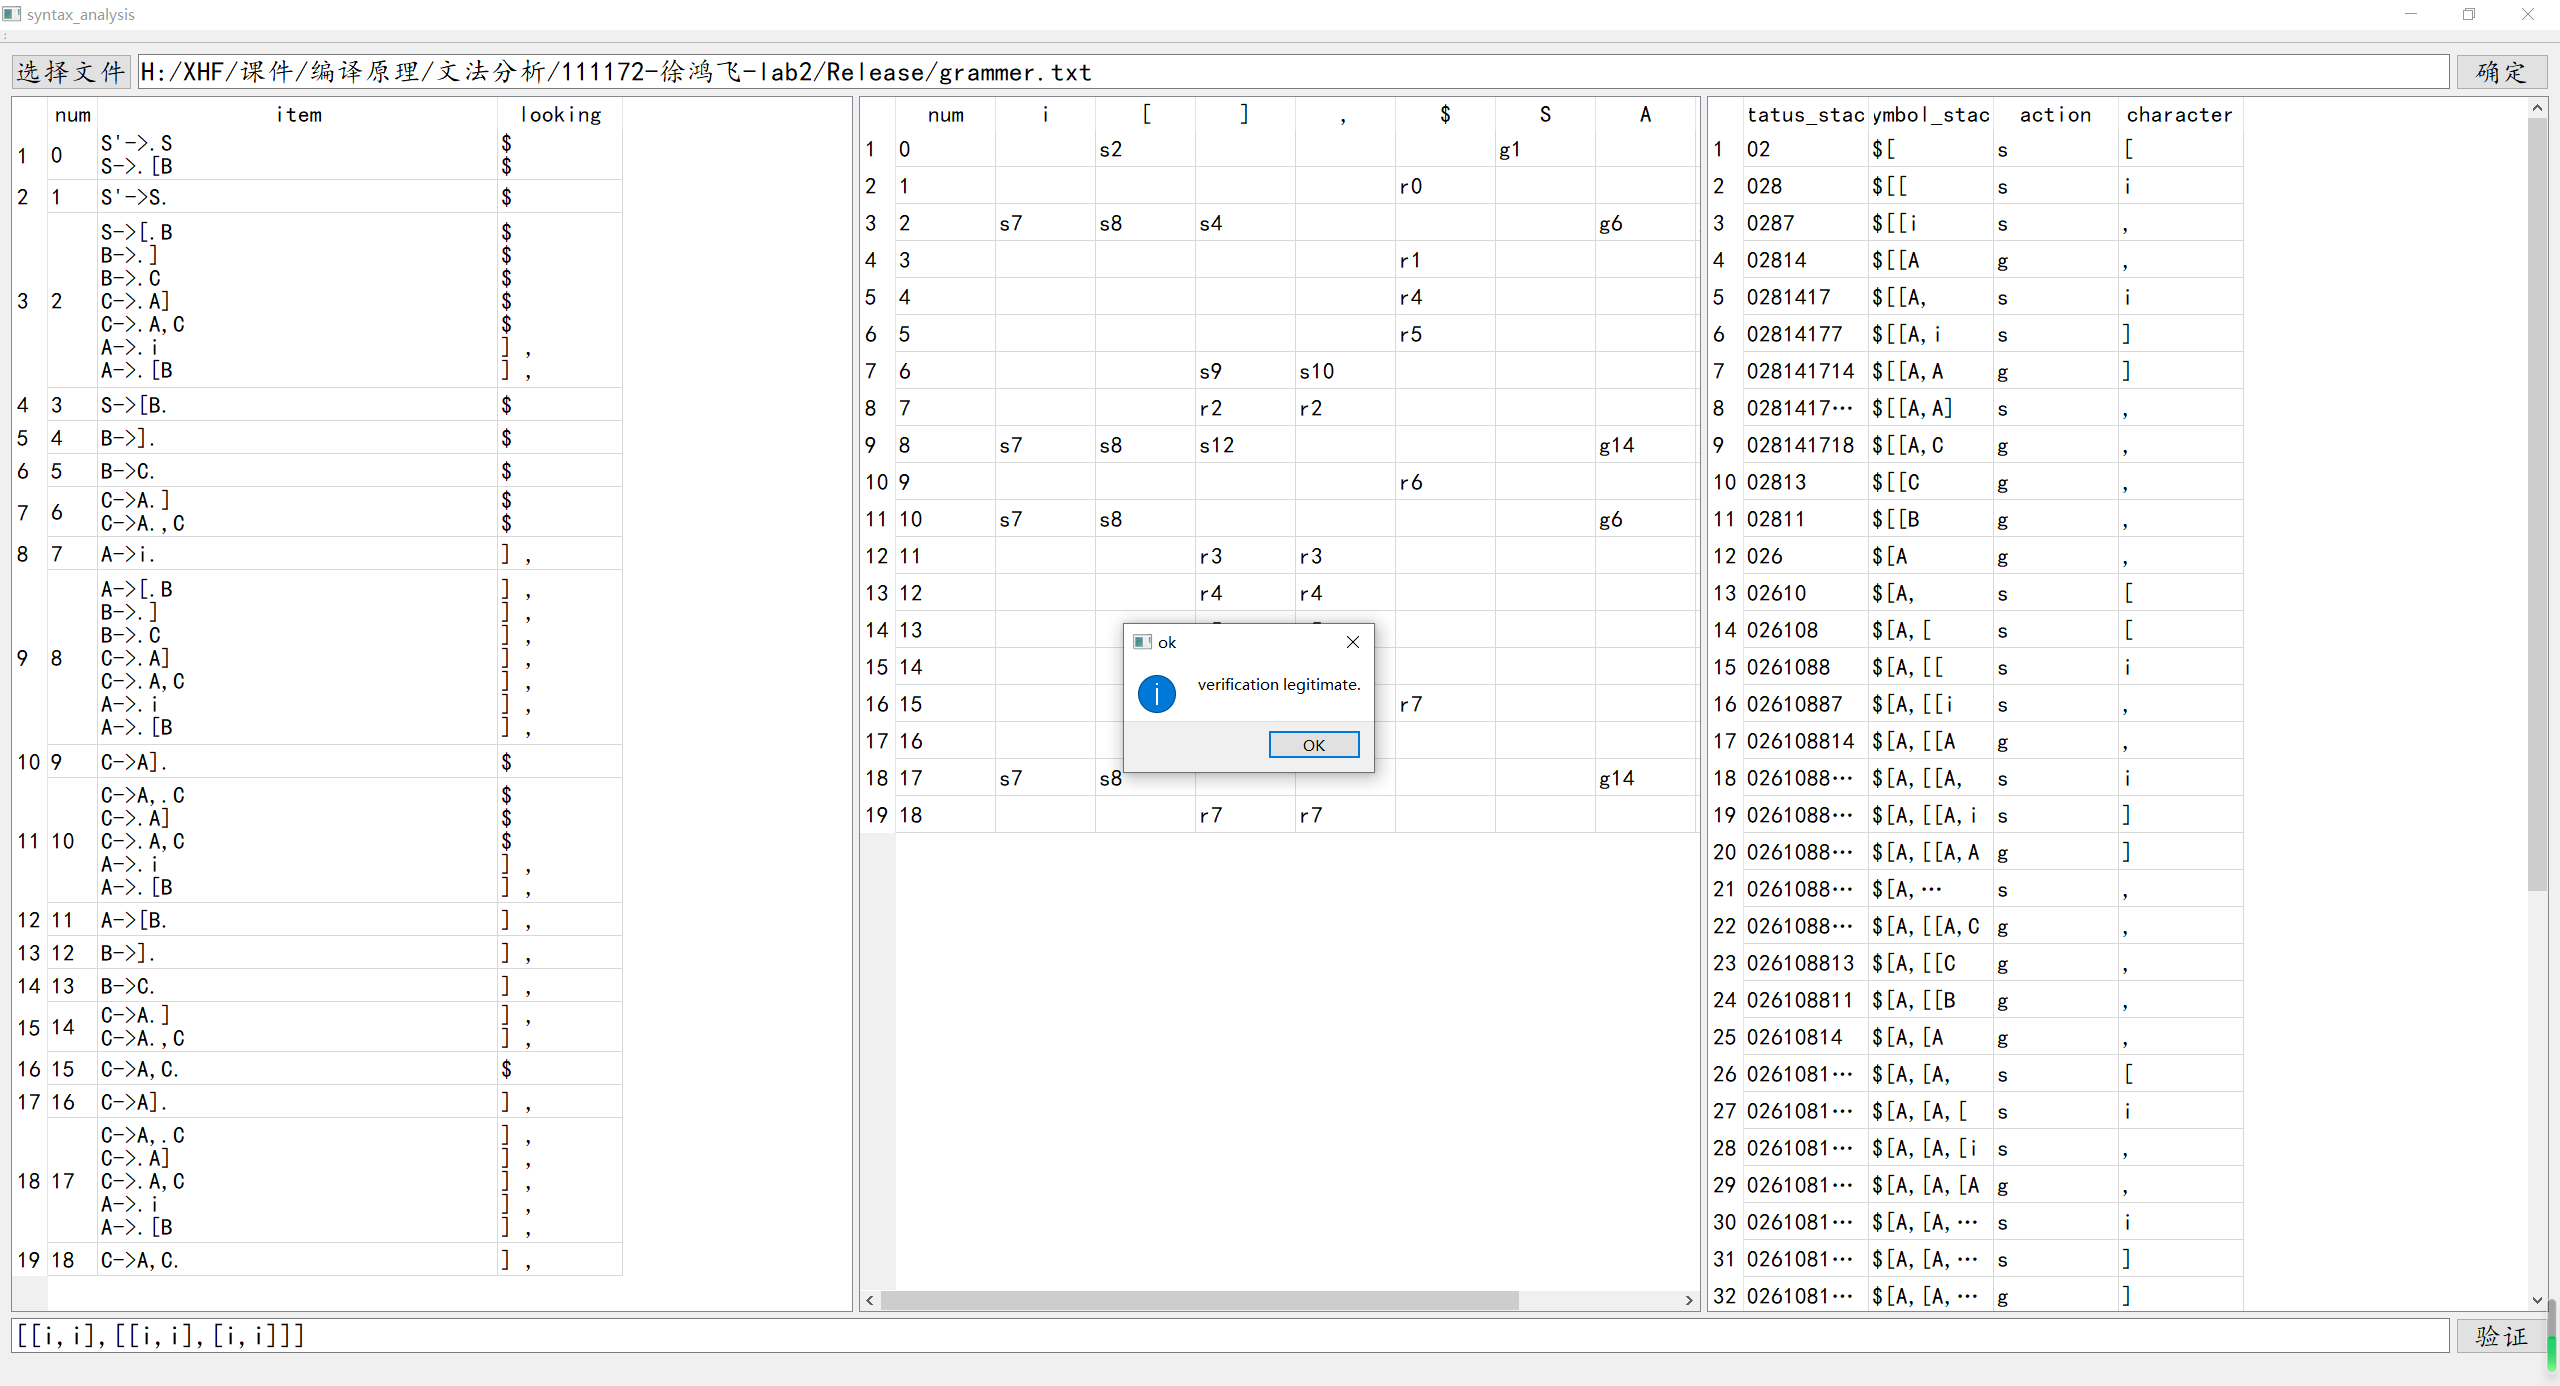 syntax_analysis
选择文件 H:/XHF/课件/编译原理/文法分析/111172-徐鸿飞-lab2/Release/grammer.txt 确定
num item looking
1 0 S'->.S $
S->.[B $
2 1 S'->S. $
3 2 S->[.B $
B->.] $
B->.C $
C->.A] $
C->.A,C $
A->.i ] ,
A->.[B ] ,
4 3 S->[B. $
5 4 B->]. $
6 5 B->C. $
7 6 C->A.] $
C->A.,C $
8 7 A->i. ] ,
9 8 A->[.B ] ,
B->.] ] ,
B->.C ] ,
C->.A] ] ,
C->.A,C ] ,
A->.i ] ,
A->.[B ] ,
10 9 C->A]. $
11 10 C->A,.C $
C->.A] $
C->.A,C $
A->.i ] ,
A->.[B ] ,
12 11 A->[B. ] ,
13 12 B->]. ] ,
14 13 B->C. ] ,
15 14 C->A.] ] ,
C->A.,C ] ,
16 15 C->A,C. $
17 16 C->A]. ] ,
18 17 C->A,.C ] ,
C->.A] ] ,
C->.A,C ] ,
A->.i ] ,
A->.[B ] ,
19 18 C->A,C. ] ,
num i [ ] , $ S A
1 0 s2 g1
2 1 r0
3 2 s7 s8 s4 g6
4 3 r1
5 4 r4
6 5 r5
7 6 s9 s10
8 7 r2 r2
9 8 s7 s8 s12 g14
10 9 r6
11 10 s7 s8 g6
12 11 r3 r3
13 12 r4 r4
14 13
15 14
16 15 r7
17 16
18 17 s7 s8 g14
19 18 r7 r7
ok
verification legitimate.
OK
tatus_stac ymbol_stac action character
1 02 $[ s [
2 028 $[[ s i
3 0287 $[[i s ,
4 02814 $[[A g ,
5 0281417 $[[A, s i
6 02814177 $[[A,i s ]
7 028141714 $[[A,A g ]
8 0281417… $[[A,A] s ,
9 028141718 $[[A,C g ,
10 02813 $[[C g ,
11 02811 $[[B g ,
12 026 $[A g ,
13 02610 $[A, s [
14 026108 $[A,[ s [
15 0261088 $[A,[[ s i
16 02610887 $[A,[[i s ,
17 026108814 $[A,[[A g ,
18 0261088… $[A,[[A, s i
19 0261088… $[A,[[A,i s ]
20 0261088… $[A,[[A,A g ]
21 0261088… $[A,… s ,
22 0261088… $[A,[[A,C g ,
23 026108813 $[A,[[C g ,
24 026108811 $[A,[[B g ,
25 02610814 $[A,[A g ,
26 0261081… $[A,[A, s [
27 0261081… $[A,[A,[ s i
28 0261081… $[A,[A,[i s ,
29 0261081… $[A,[A,[A g ,
30 0261081… $[A,[A,… s i
31 0261081… $[A,[A,… s ]
32 0261081… $[A,[A,… g ]
[[i,i],[[i,i],[i,i]]] 验证